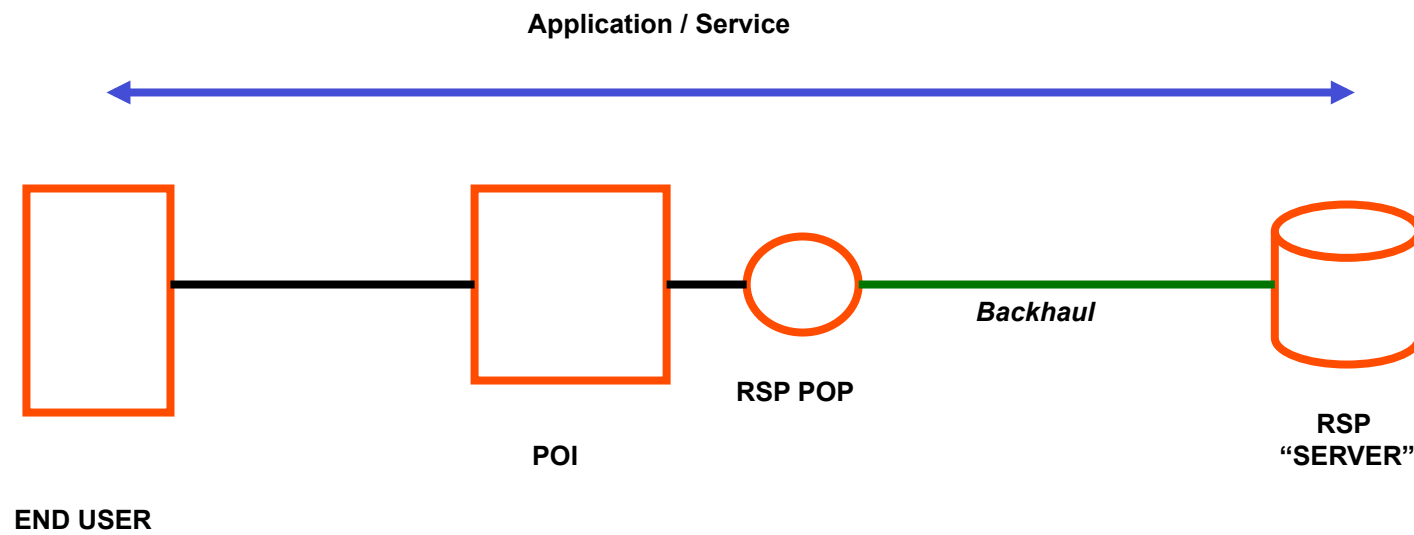 Application / Service
Backhaul
RSP POP
RSP
“SERVER”
POI
END USER